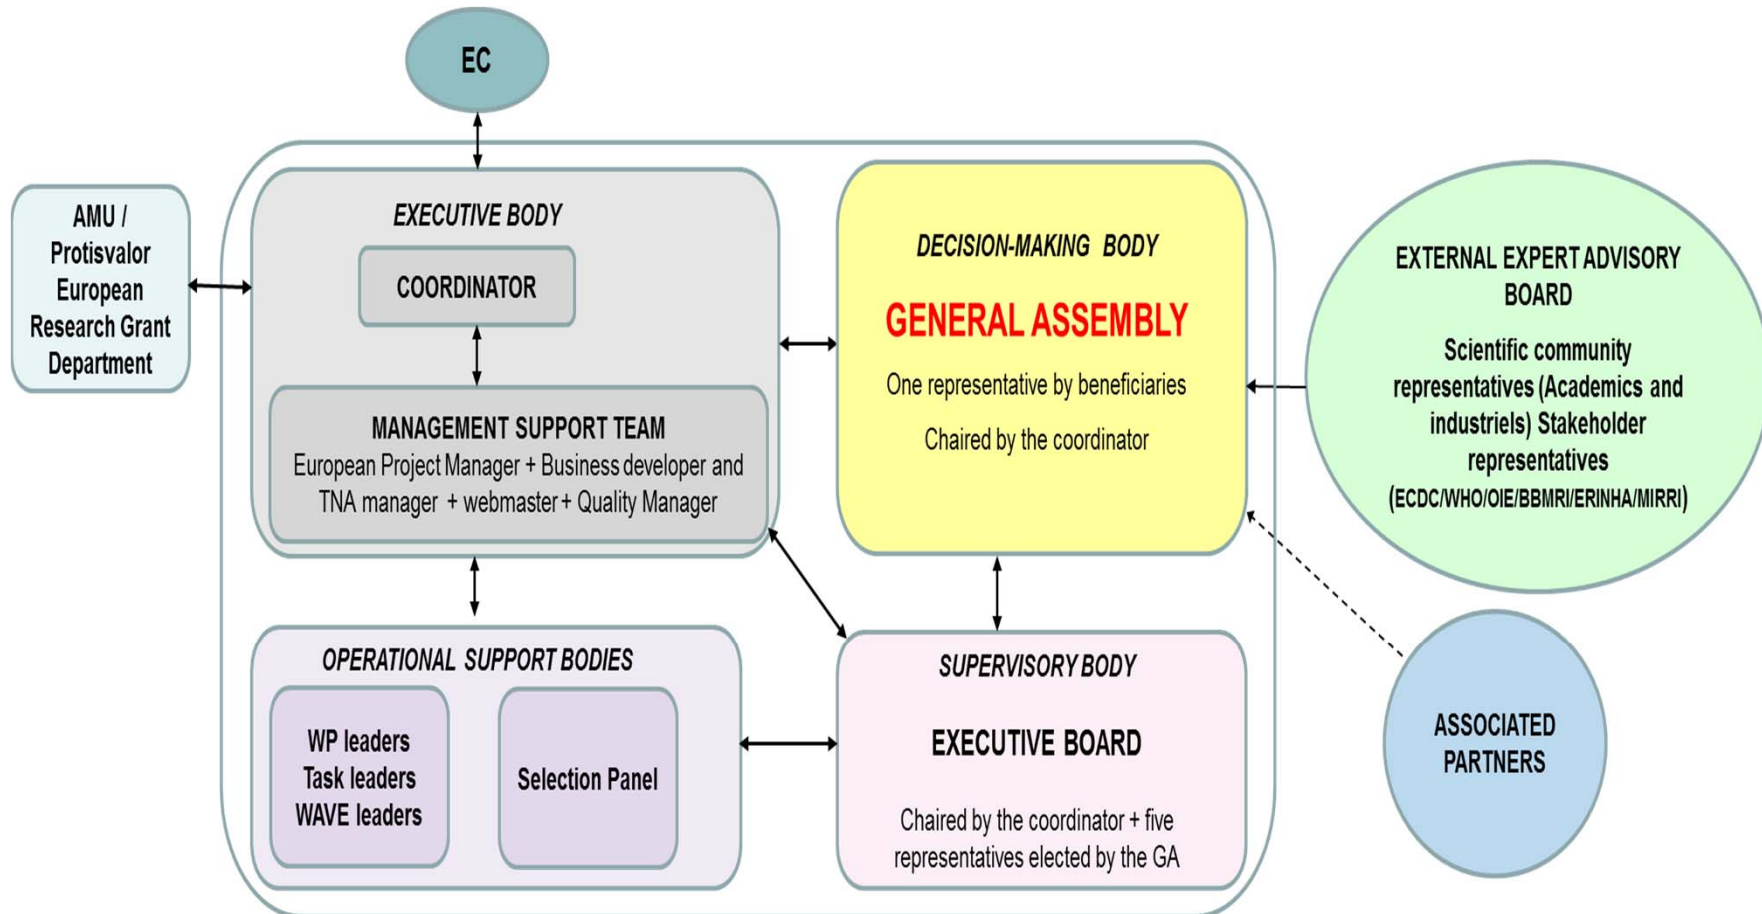 EC
AMU /
Protisvalor
European
Research Grant
Department
EXECUTIVE BODY
COORDINATOR
MANAGEMENT SUPPORT TEAM
European Project Manager + Business developer and
TNA manager + webmaster + Quality Manager
DECISION-MAKING BODY
GENERAL ASSEMBLY
One representative by beneficiaries
Chaired by the coordinator
EXTERNAL EXPERT ADVISORY
BOARD
Scientific community
representatives (Academics and
industriels) Stakeholder
representatives
(ECDC/WHO/OIE/BBMRI/ERINHA/MIRRI)
OPERATIONAL SUPPORT BODIES
WP leaders
Task leaders
WAVE leaders
Selection Panel
SUPERVISORY BODY
EXECUTIVE BOARD
Chaired by the coordinator + five
representatives elected by the GA
ASSOCIATED
PARTNERS